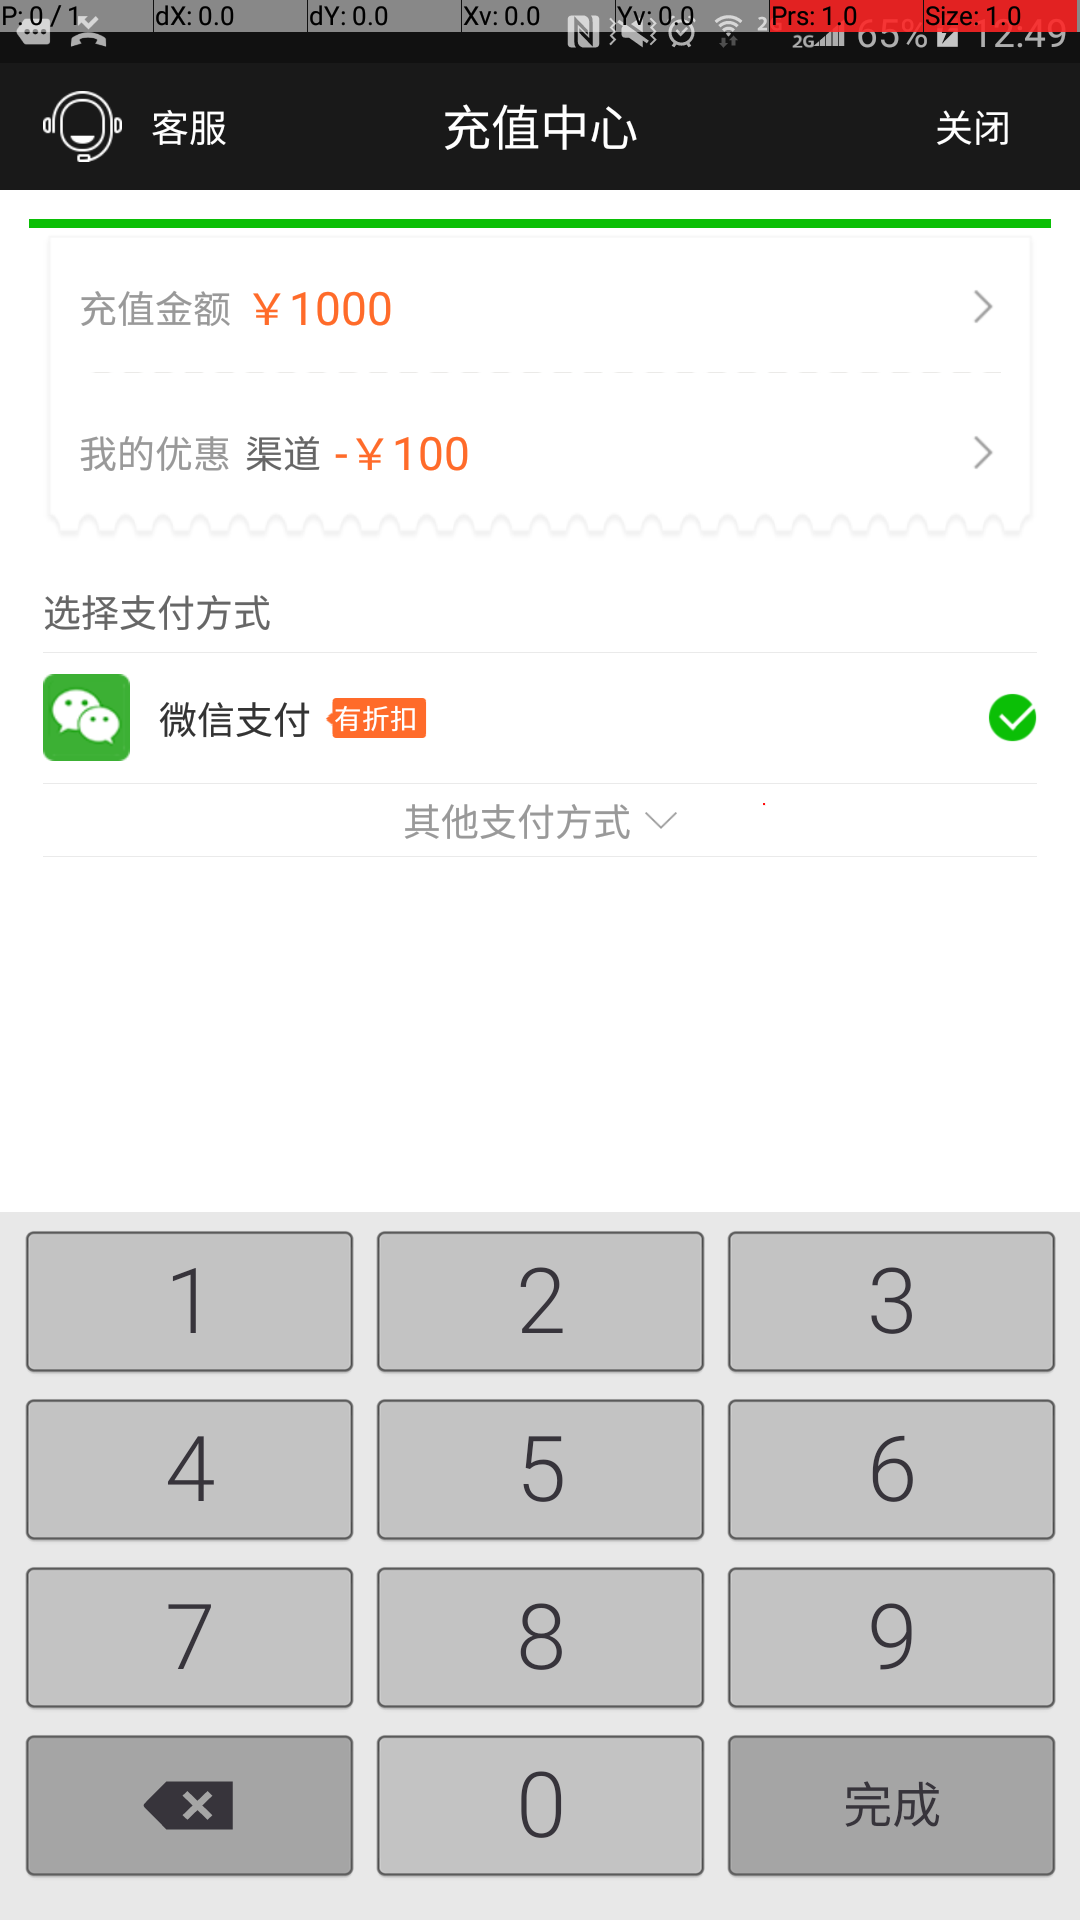 P: 0 / 1 dX: 0.0 dY: 0.0 Xv: 0.0 Yv: 0.0 Prs: 1.0 Size: 1.0
2G 2G 65% 12:49
客服 充值中心 关闭
充值金额 ￥1000
我的优惠 渠道 -￥100
选择支付方式
微信支付 有折扣
其他支付方式
1 2 3
4 5 6
7 8 9
0 完成